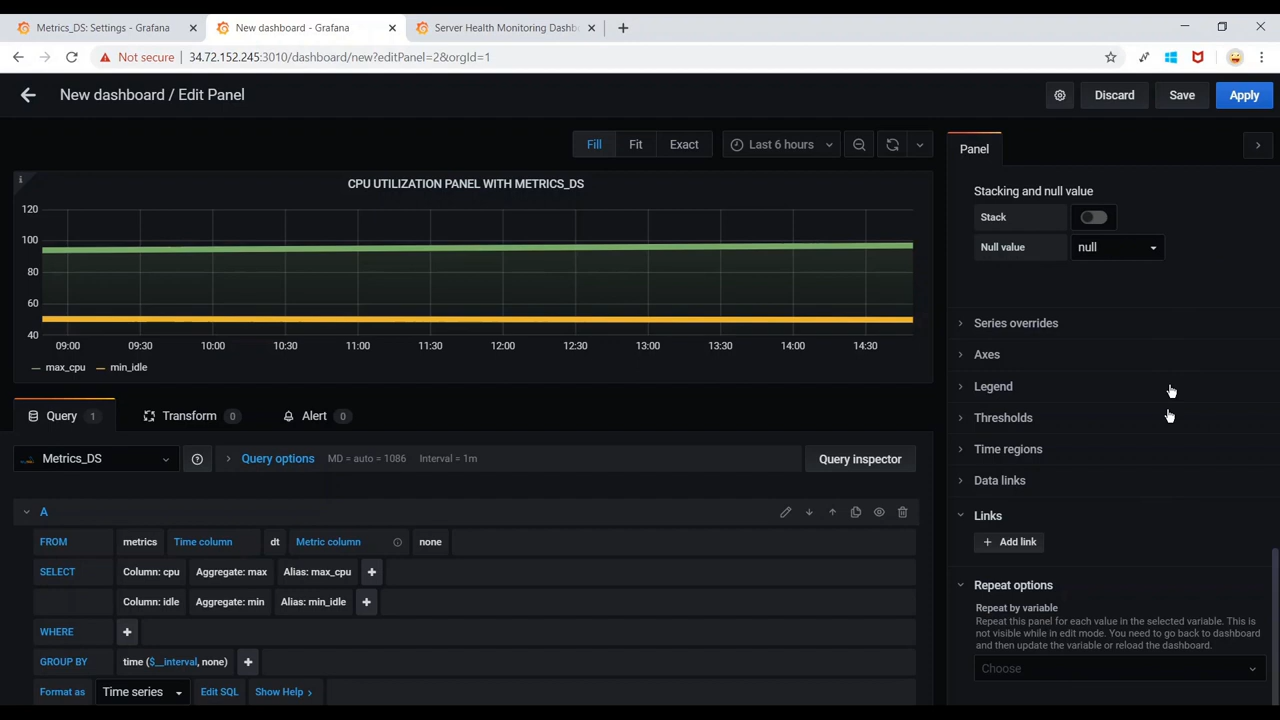 Metrics_DS: Settings - Grafana
New dashboard - Grafana
Server Health Monitoring Dashb
Not secure
34.72.152.245:3010/dashboard/new?editPanel=2&orgId=1
New dashboard / Edit Panel
Discard
Save
Apply
Fill
Fit
Exact
Last 6 hours
Panel
CPU UTILIZATION PANEL WITH METRICS_DS
120
100
80
60
40
09:00
09:30
10:00
10:30
11:00
11:30
12:00
12:30
13:00
13:30
14:00
14:30
max_cpu
min_idle
Stacking and null value
Stack
Null value
null
Series overrides
Axes
Legend
Thresholds
Time regions
Data links
Links
+ Add link
Repeat options
Repeat by variable
Repeat this panel for each value in the selected variable. This is
not visible while in edit mode. You need to go back to dashboard
and then update the variable or reload the dashboard.
Choose
Query 1
Transform 0
Alert 0
Metrics_DS
Query options
MD = auto = 1086
Interval = 1m
Query inspector
A
FROM metrics Time column dt Metric column none
SELECT Column: cpu Aggregate: max Alias: max_cpu +
Column: idle Aggregate: min Alias: min_idle +
WHERE +
GROUP BY time ($__interval, none) +
Format as Time series Edit SQL Show Help >